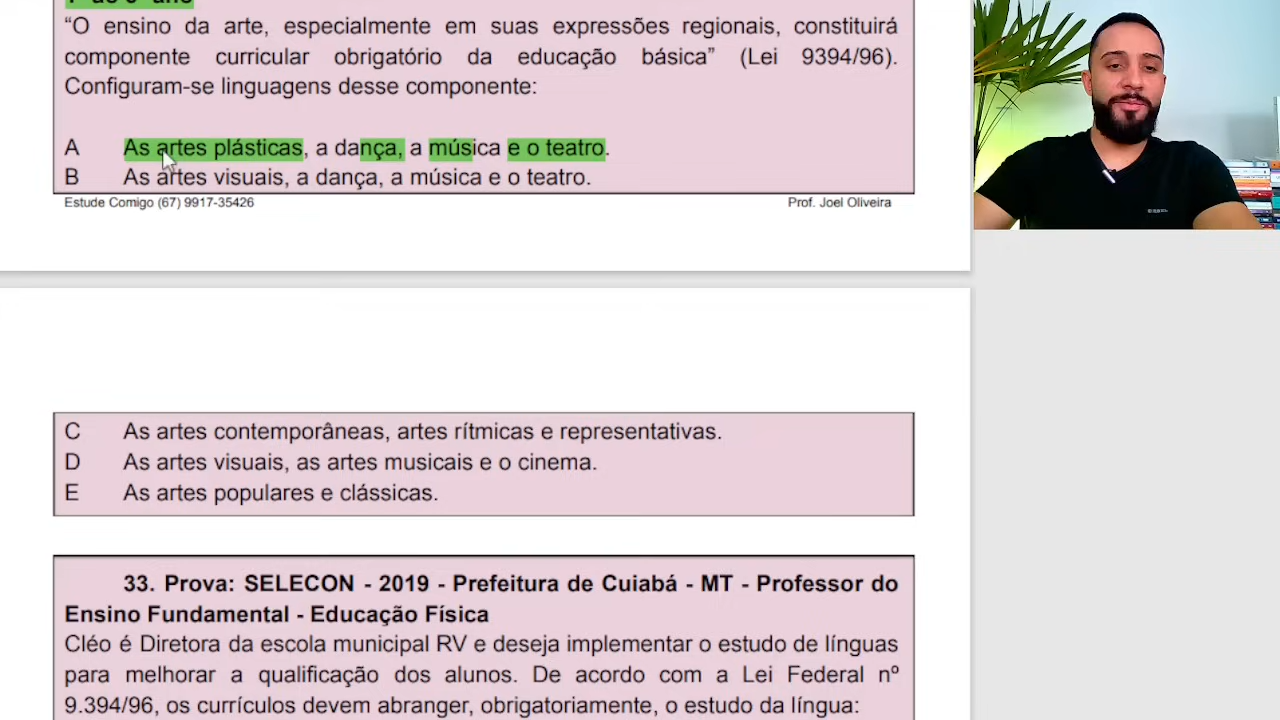 “O ensino da arte, especialmente em suas expressões regionais, constituirá
componente curricular obrigatório da educação básica” (Lei 9394/96).
Configuram-se linguagens desse componente:
A As artes plásticas, a dança, a música e o teatro.
B As artes visuais, a dança, a música e o teatro.
Estude Comigo (67) 9917-35426 Prof. Joel Oliveira
C As artes contemporâneas, artes rítmicas e representativas.
D As artes visuais, as artes musicais e o cinema.
E As artes populares e clássicas.
33. Prova: SELECON - 2019 - Prefeitura de Cuiabá - MT - Professor do
Ensino Fundamental - Educação Física
Cléo é Diretora da escola municipal RV e deseja implementar o estudo de línguas
para melhorar a qualificação dos alunos. De acordo com a Lei Federal nº
9.394/96, os currículos devem abranger, obrigatoriamente, o estudo da língua: